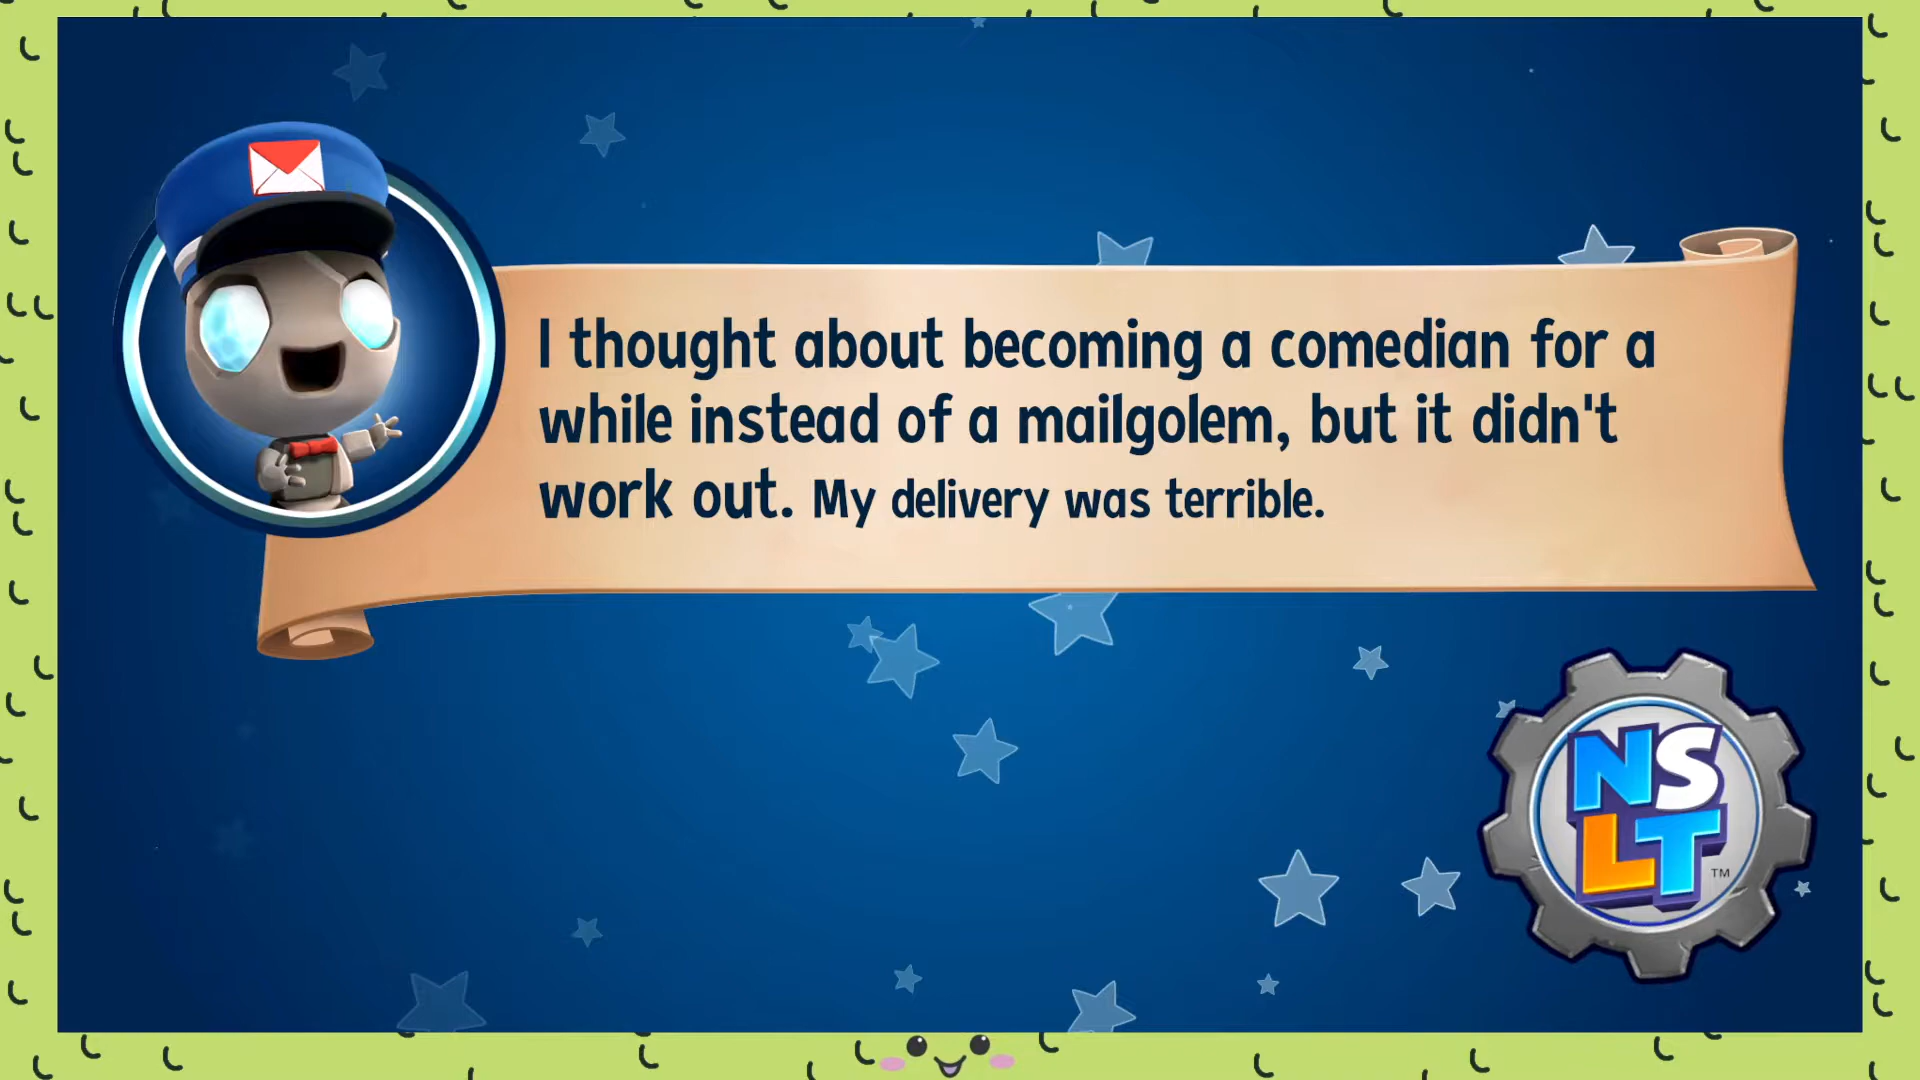 I thought about becoming a comedian for a
while instead of a mailgolem, but it didn't
work out. My delivery was terrible.
NS
LT
TM